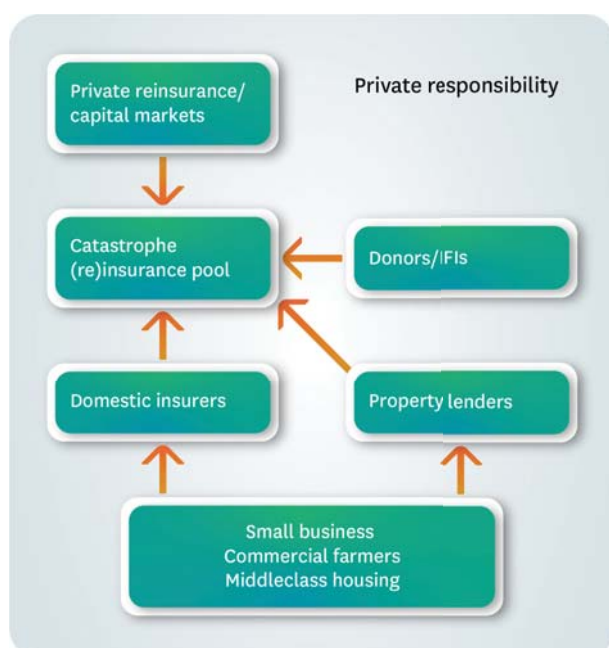 Private reinsurance/
capital markets
Private responsibility
Catastrophe
(re)insurance pool
Donors/IFIs
Domestic insurers
Property lenders
Small business
Commercial farmers
Middleclass housing